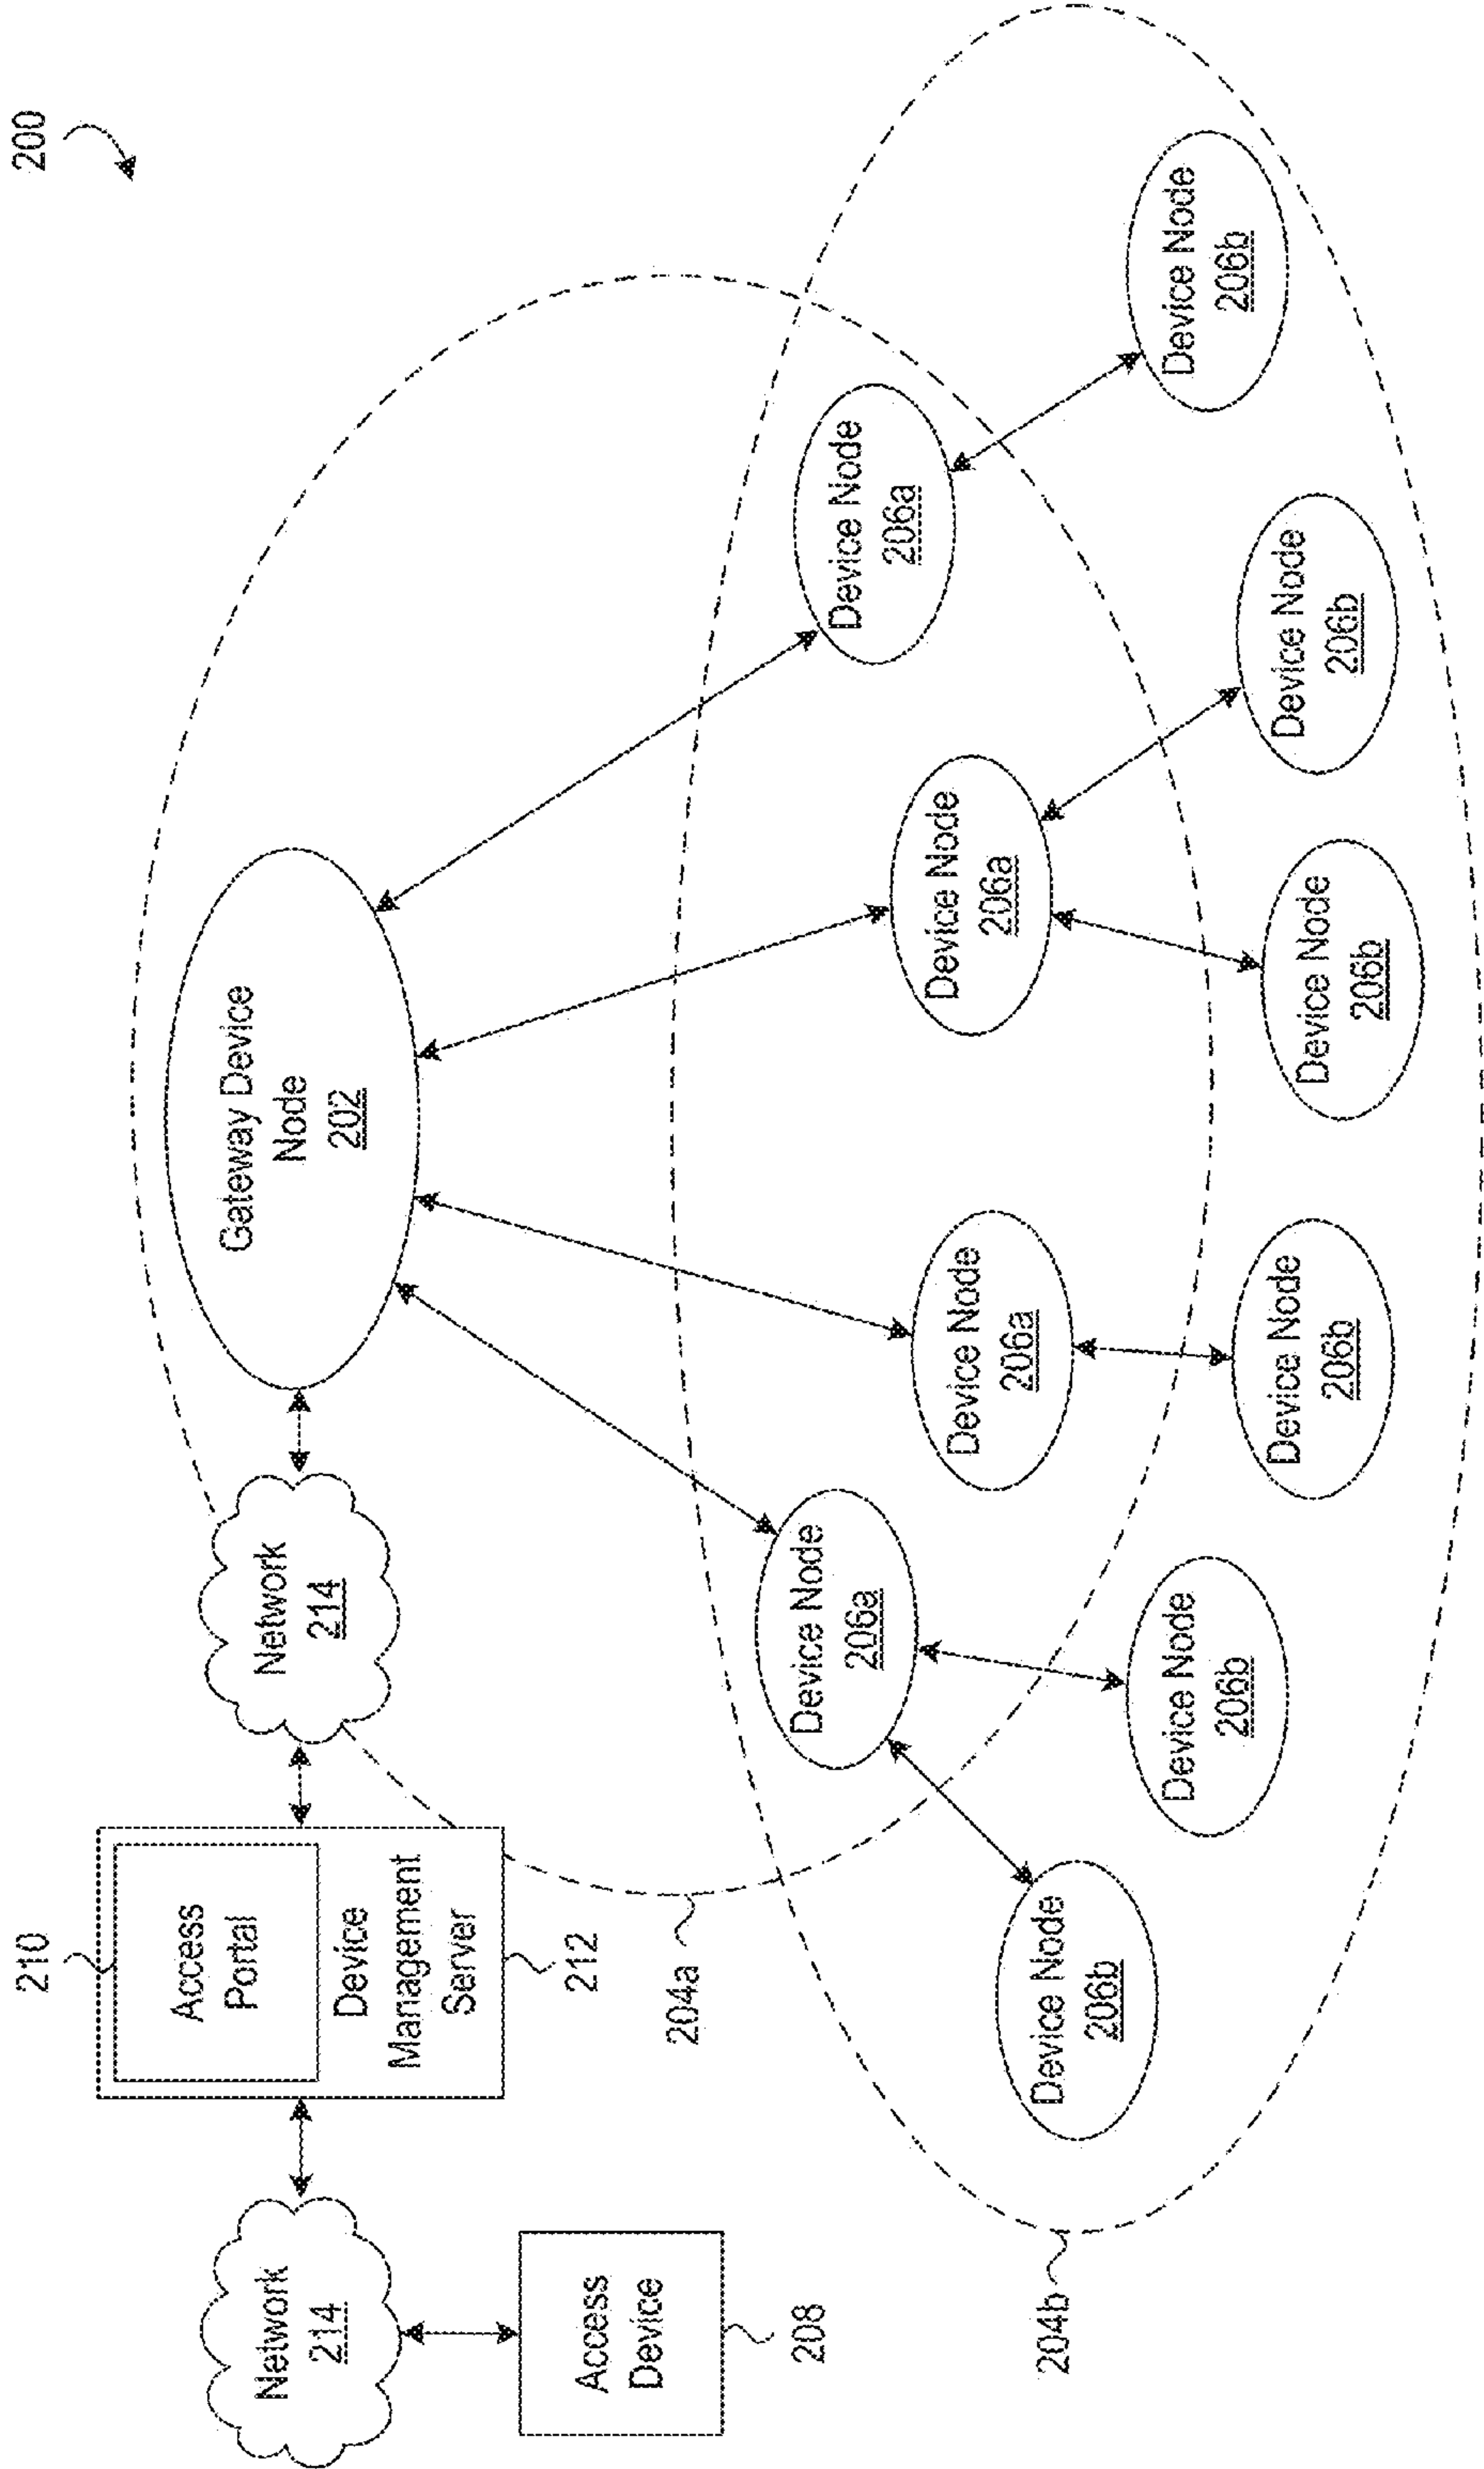 200
Network
214
210
Access
Portal
Device
Management
Server
212
Network
214
Gateway Device
Node
202
Access
Device
208
204a
204b
Device Node
206a
Device Node
206a
Device Node
206a
Device Node
206a
Device Node
206b
Device Node
206b
Device Node
206b
Device Node
206b
Device Node
206b
Device Node
206b